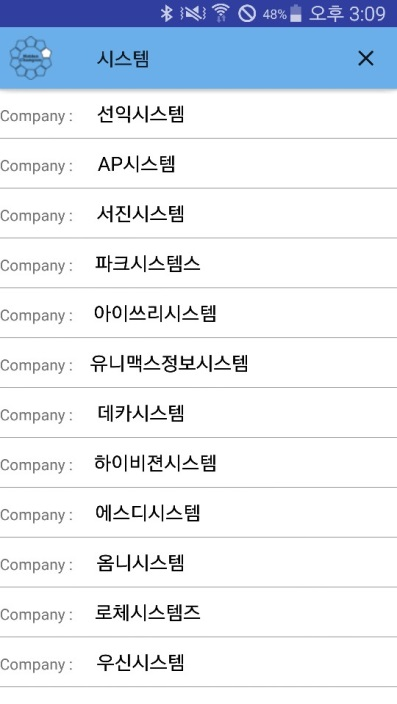 48% 오후 3:09
시스템
Company : 선익시스템
Company : AP시스템
Company : 서진시스템
Company : 파크시스템스
Company : 아이쓰리시스템
Company : 유니맥스정보시스템
Company : 데카시스템
Company : 하이비젼시스템
Company : 에스디시스템
Company : 옴니시스템
Company : 로체시스템즈
Company : 우신시스템